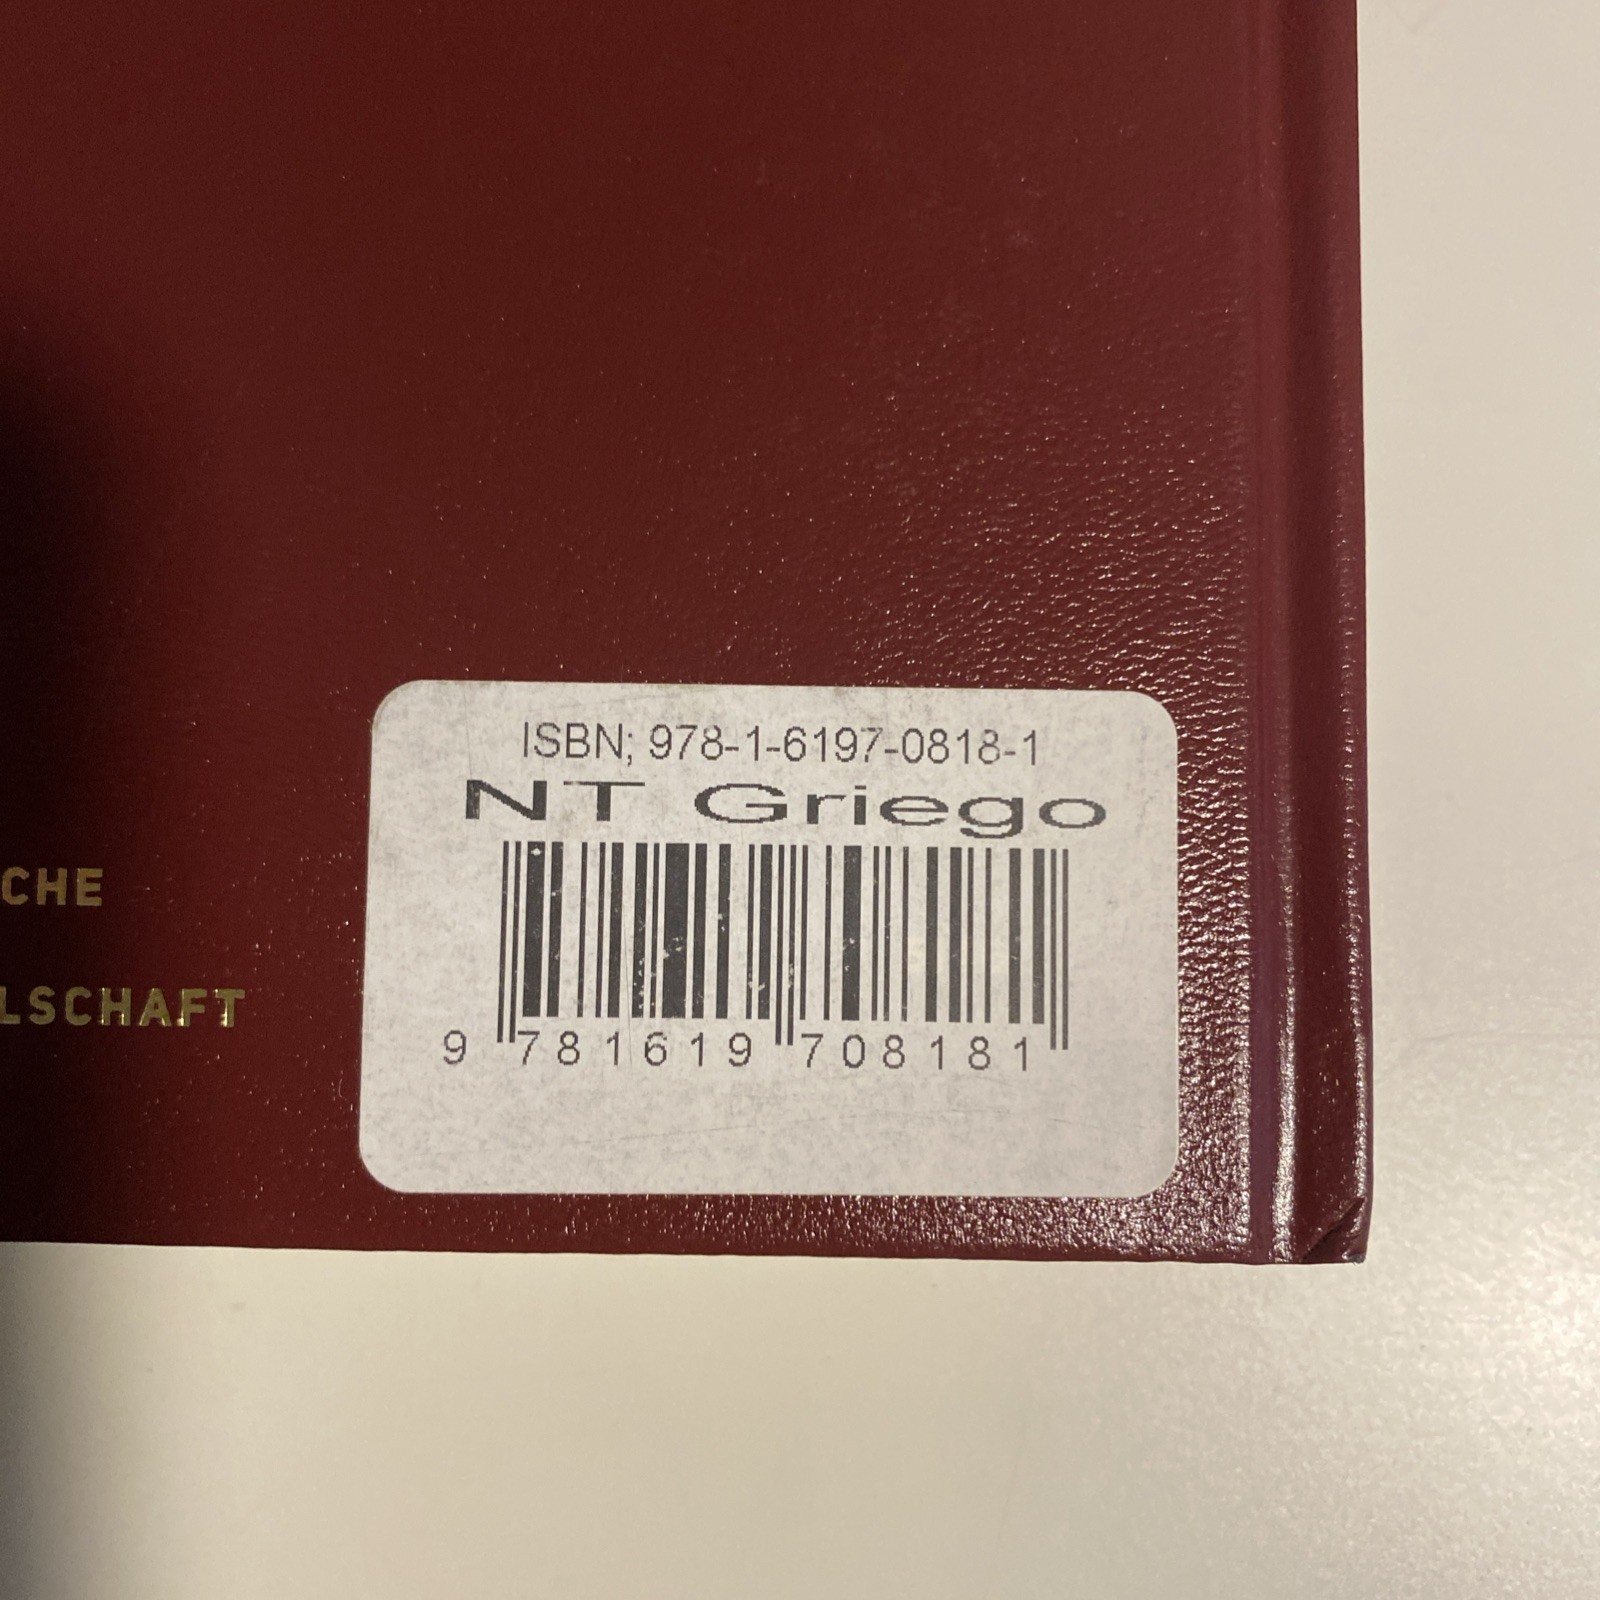 ISBN; 978-1-6197-0818-1
NT Griego
9 781619 708181
CHE
LSCHAFT